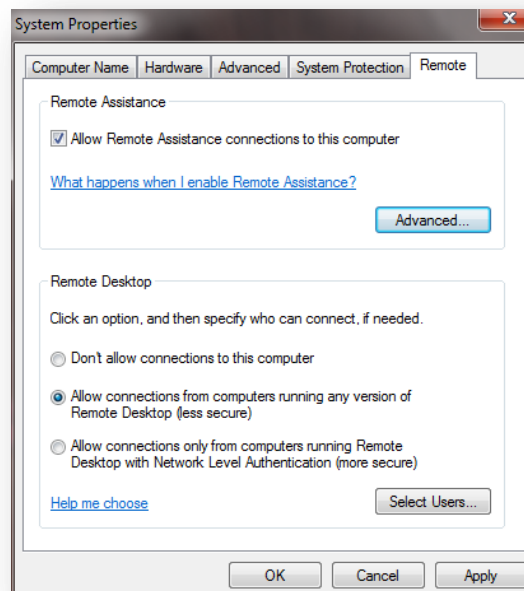 System Properties
Computer Name Hardware Advanced System Protection Remote
Remote Assistance
Allow Remote Assistance connections to this computer
What happens when I enable Remote Assistance?
Advanced...
Remote Desktop
Click an option, and then specify who can connect, if needed.
Don't allow connections to this computer
Allow connections from computers running any version of
Remote Desktop (less secure)
Allow connections only from computers running Remote
Desktop with Network Level Authentication (more secure)
Help me choose Select Users...
OK Cancel Apply